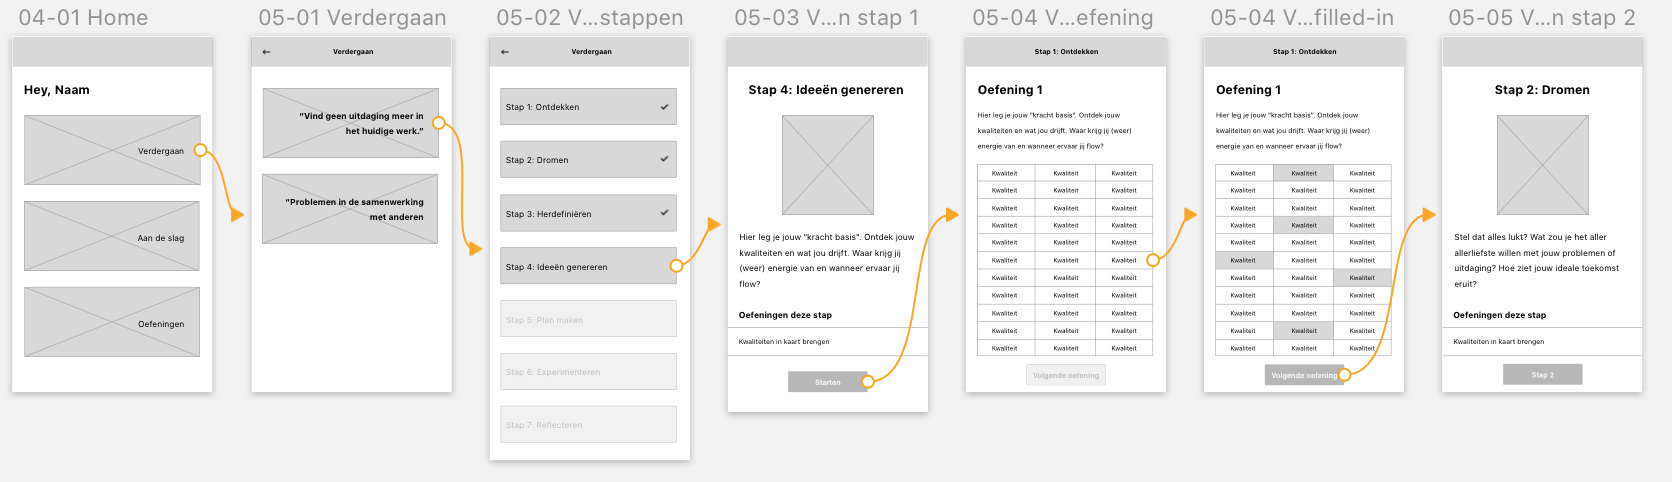 04-01 Home
Hey, Naam
Verdergaan
Aan de slag
Oefeningen
05-01 Verdergaan
←
Verdergaan
“Vind geen uitdaging meer in
het huidige werk.”
“Problemen in de samenwerking
met anderen
05-02 V...stappen
←
Verdergaan
Stap 1: Ontdekken
Stap 2: Dromen
Stap 3: Herdefiniëren
Stap 4: Ideeën genereren
Stap 5: Plan maken
Stap 6: Experimenteren
Stap 7: Reflecteren
05-03 V...n stap 1
Stap 4: Ideeën genereren
Hier leg je jouw "kracht basis". Ontdek jouw
kwaliteiten en wat jou drijft. Waar krijg jij
(weer) energie van en wanneer ervaar jij
flow?
Oefeningen deze stap
Kwaliteiten in kaart brengen
Starten
05-04 V...efening
Stap 1: Ontdekken
Oefening 1
Hier leg je jouw "kracht basis". Ontdek jouw
kwaliteiten en wat jou drijft. Waar krijg jij (weer)
energie van en wanneer ervaar jij flow?
Kwaliteit Kwaliteit Kwaliteit
Kwaliteit Kwaliteit Kwaliteit
Kwaliteit Kwaliteit Kwaliteit
Kwaliteit Kwaliteit Kwaliteit
Kwaliteit Kwaliteit Kwaliteit
Kwaliteit Kwaliteit Kwaliteit
Kwaliteit Kwaliteit Kwaliteit
Kwaliteit Kwaliteit Kwaliteit
Kwaliteit Kwaliteit Kwaliteit
Kwaliteit Kwaliteit Kwaliteit
Kwaliteit Kwaliteit Kwaliteit
Volgende oefening
05-04 V...filled-in
Stap 1: Ontdekken
Oefening 1
Hier leg je jouw "kracht basis". Ontdek jouw
kwaliteiten en wat jou drijft. Waar krijg jij (weer)
energie van en wanneer ervaar jij flow?
Kwaliteit Kwaliteit Kwaliteit
Kwaliteit Kwaliteit Kwaliteit
Kwaliteit Kwaliteit Kwaliteit
Kwaliteit Kwaliteit Kwaliteit
Kwaliteit Kwaliteit Kwaliteit
Kwaliteit Kwaliteit Kwaliteit
Kwaliteit Kwaliteit Kwaliteit
Kwaliteit Kwaliteit Kwaliteit
Kwaliteit Kwaliteit Kwaliteit
Kwaliteit Kwaliteit Kwaliteit
Kwaliteit Kwaliteit Kwaliteit
Volgende oefening
05-05 V...n stap 2
Stap 2: Dromen
Stel dat alles lukt? Wat zou je het aller
allerliefste willen met jouw problemen of
uitdaging? Hoe ziet jouw ideale toekomst
eruit?
Oefeningen deze stap
Kwaliteiten in kaart brengen
Stap 2